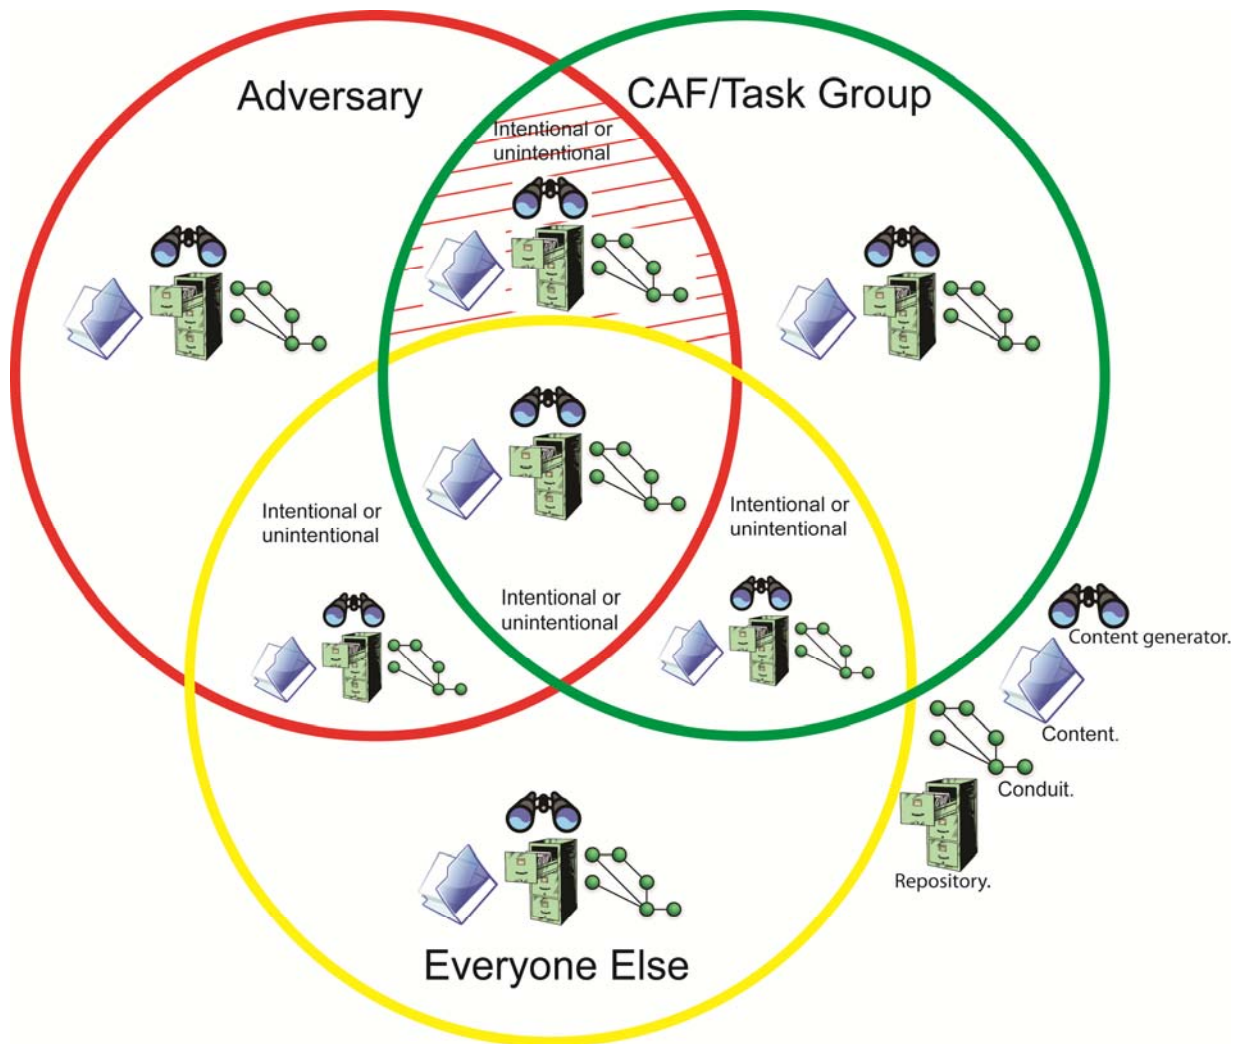 Adversary
CAF/Task Group
Intentional or
unintentional
Intentional or
unintentional
Intentional or
unintentional
Intentional or
unintentional
Content generator.
Content.
Conduit.
Repository.
Everyone Else